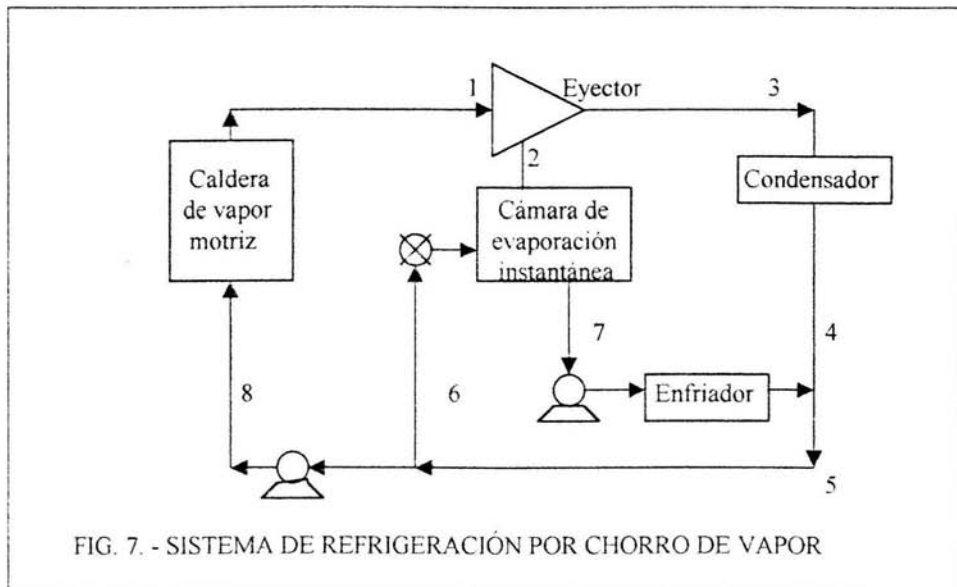 1
Eyector
3
2
Caldera
de vapor
motriz
Cámara de
evaporación
instantánea
Condensador
7
4
8
6
Enfriador
5
FIG. 7. - SISTEMA DE REFRIGERACIÓN POR CHORRO DE VAPOR